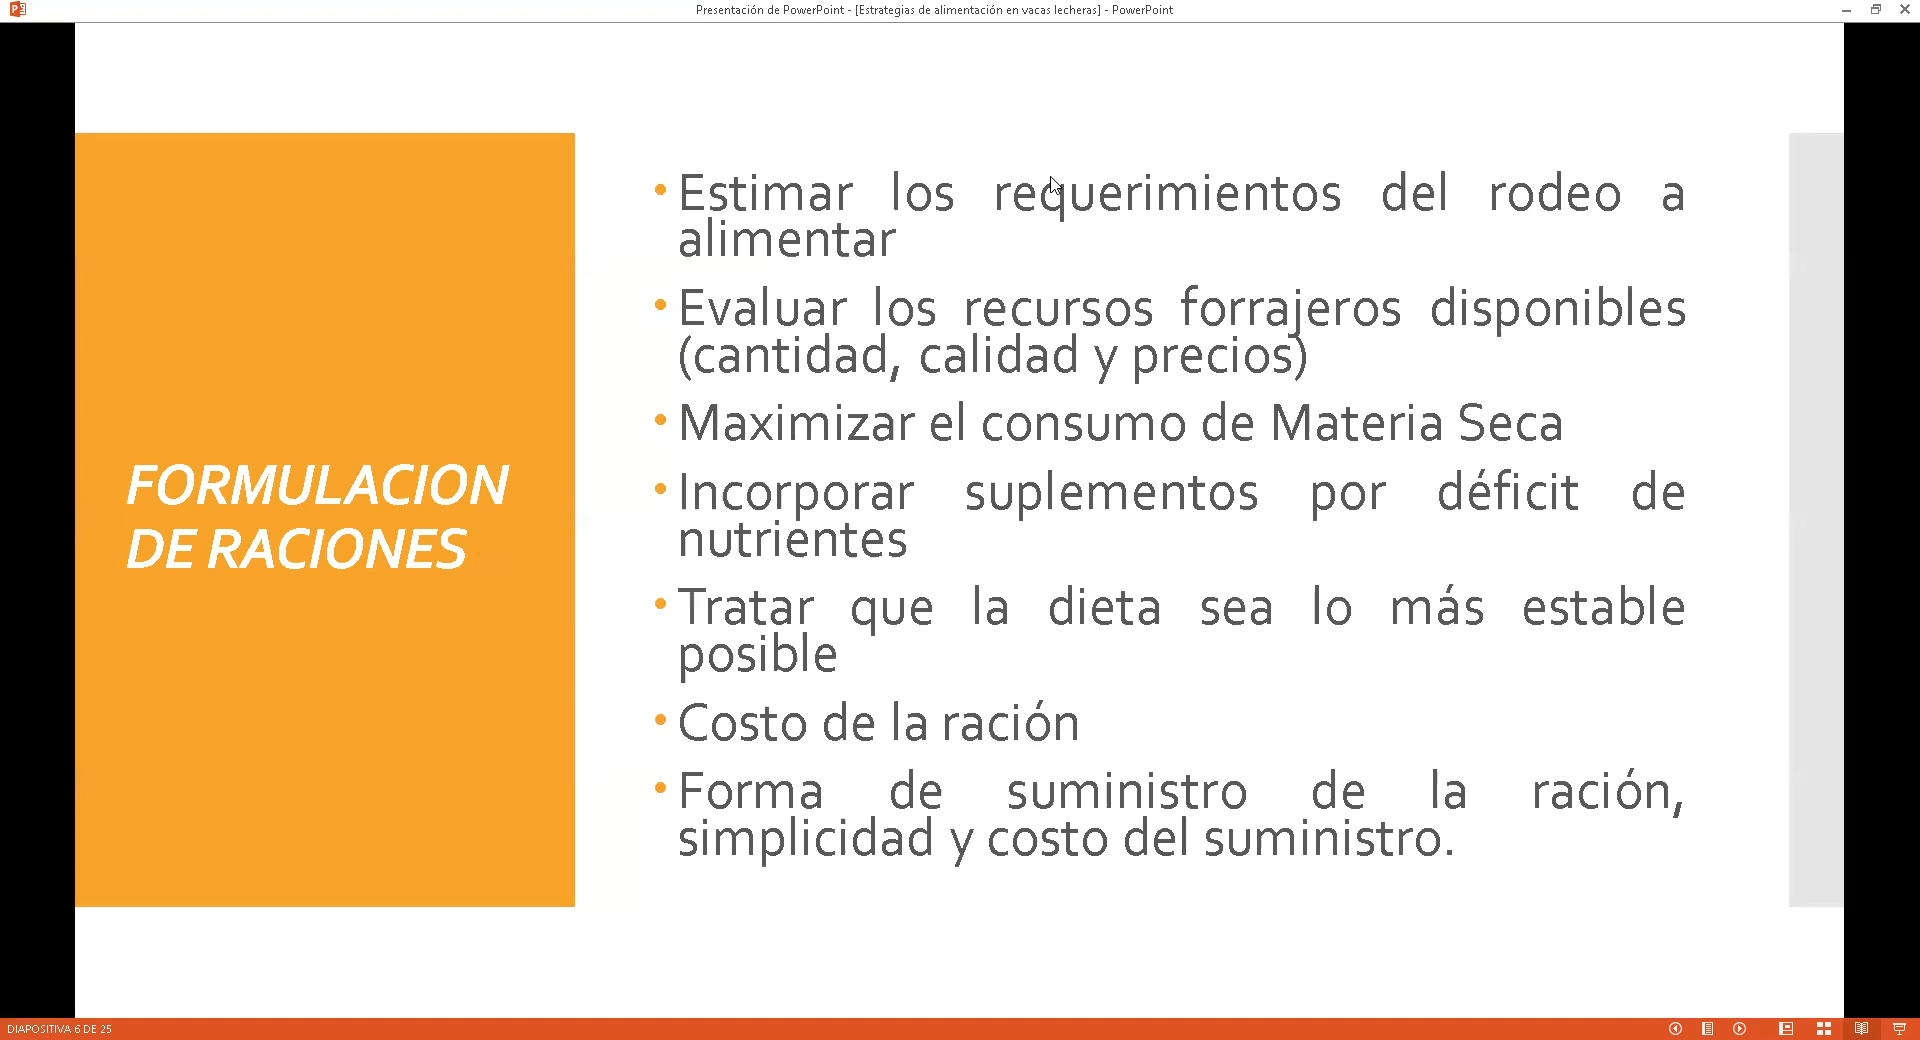 Presentación de PowerPoint - [Estrategias de alimentación en vacas lecheras] - PowerPoint
FORMULACION
DE RACIONES
• Estimar los requerimientos del rodeo a
alimentar
• Evaluar los recursos forrajeros disponibles
(cantidad, calidad y precios)
• Maximizar el consumo de Materia Seca
• Incorporar suplementos por déficit de
nutrientes
• Tratar que la dieta sea lo más estable
posible
• Costo de la ración
• Forma de suministro de la ración,
simplicidad y costo del suministro.
DIAPOSITIVA 6 DE 25